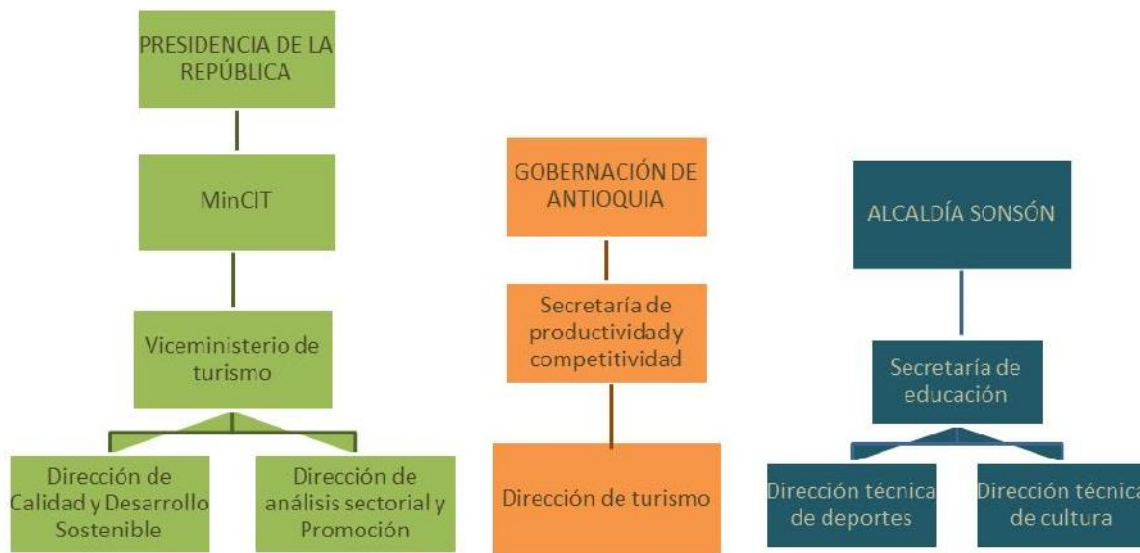 PRESIDENCIA DE LA
REPÚBLICA
MinCIT
Viceministerio de
turismo
Dirección de
Calidad y Desarrollo
Sostenible
Dirección de
análisis sectorial y
Promoción
GOBERNACIÓN DE
ANTIOQUIA
Secretaría de
productividad y
competitividad
Dirección de turismo
ALCALDÍA SONSÓN
Secretaría de
educación
Dirección técnica
de deportes
Dirección técnica
de cultura